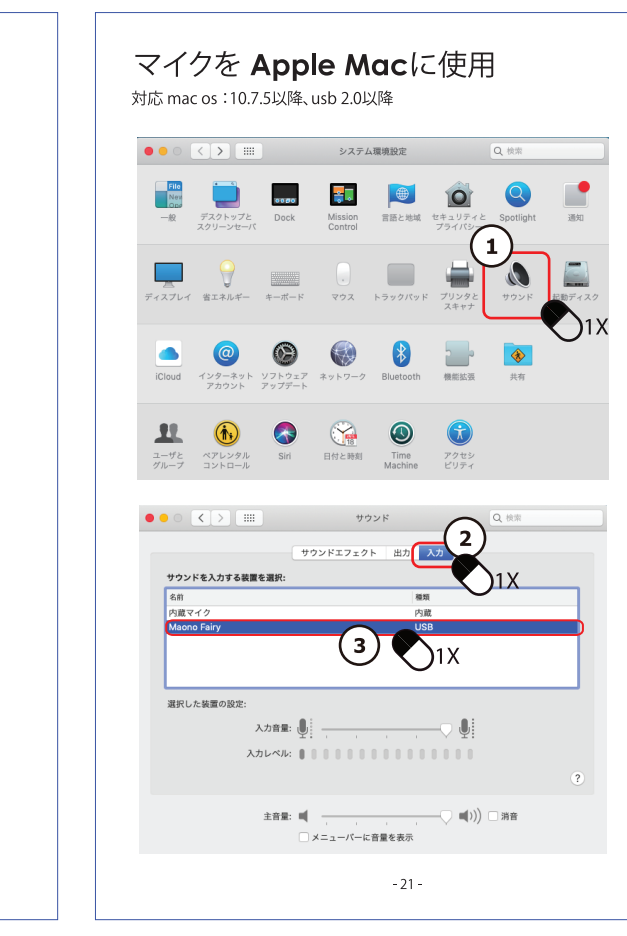 マイクを Apple Macに使用
対応 mac os：10.7.5以降、usb 2.0以降
システム環境設定
検索
File
New
一般
デスクトップと
スクリーンセーバ
Dock
Mission
Control
言語と地域
セキュリティと
プライバシー
Spotlight
通知
1
ディスプレイ
省エネルギー
キーボード
マウス
トラックパッド
プリンタと
スキャナ
サウンド
起動ディスク
1X
iCloud
インターネット
アカウント
ソフトウェア
アップデート
ネットワーク
Bluetooth
機能拡張
共有
ユーザと
グループ
ペアレンタル
コントロール
Siri
日付と時刻
Time
Machine
アクセシ
ビリティ
サウンド
検索
2
サウンドエフェクト 出力 入力
1X
サウンドを入力する装置を選択:
名前 種類
内蔵マイク 内蔵
Maono Fairy USB
3
1X
選択した装置の設定:
入力音量:
入力レベル:
?
主音量: 消音
メニューバーに音量を表示
- 21 -